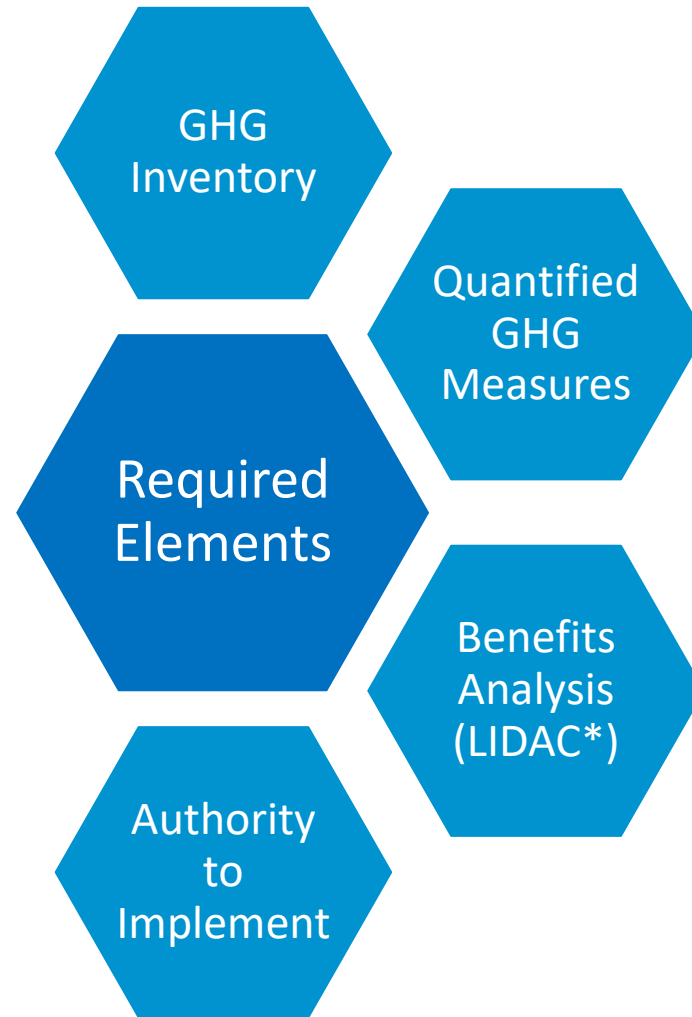 GHG
Inventory
Quantified
GHG
Measures
Required
Elements
Benefits
Analysis
(LIDAC*)
Authority
to
Implement